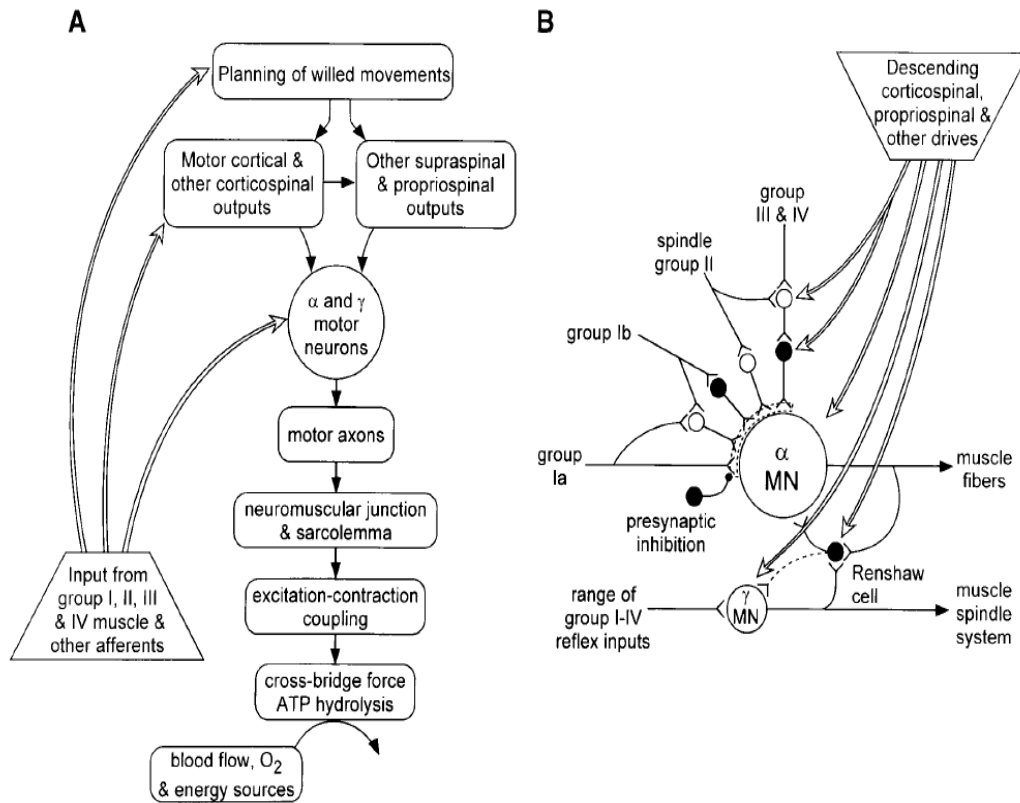 A
Planning of willed movements
Motor cortical &
other corticospinal
outputs
Other supraspinal
& propriospinal
outputs
α and γ
motor
neurons
motor axons
neuromuscular junction
& sarcolemma
excitation-contraction
coupling
cross-bridge force
ATP hydrolysis
blood flow, O2
& energy sources
Input from
group I, II, III
& IV muscle &
other afferents
B
Descending
corticospinal,
propriospinal &
other drives
group
III & IV
spindle
group II
group Ib
group
Ia
α
MN
muscle
fibers
presynaptic
inhibition
Renshaw
cell
range of
group I-IV
reflex inputs
γ
MN
muscle
spindle
system